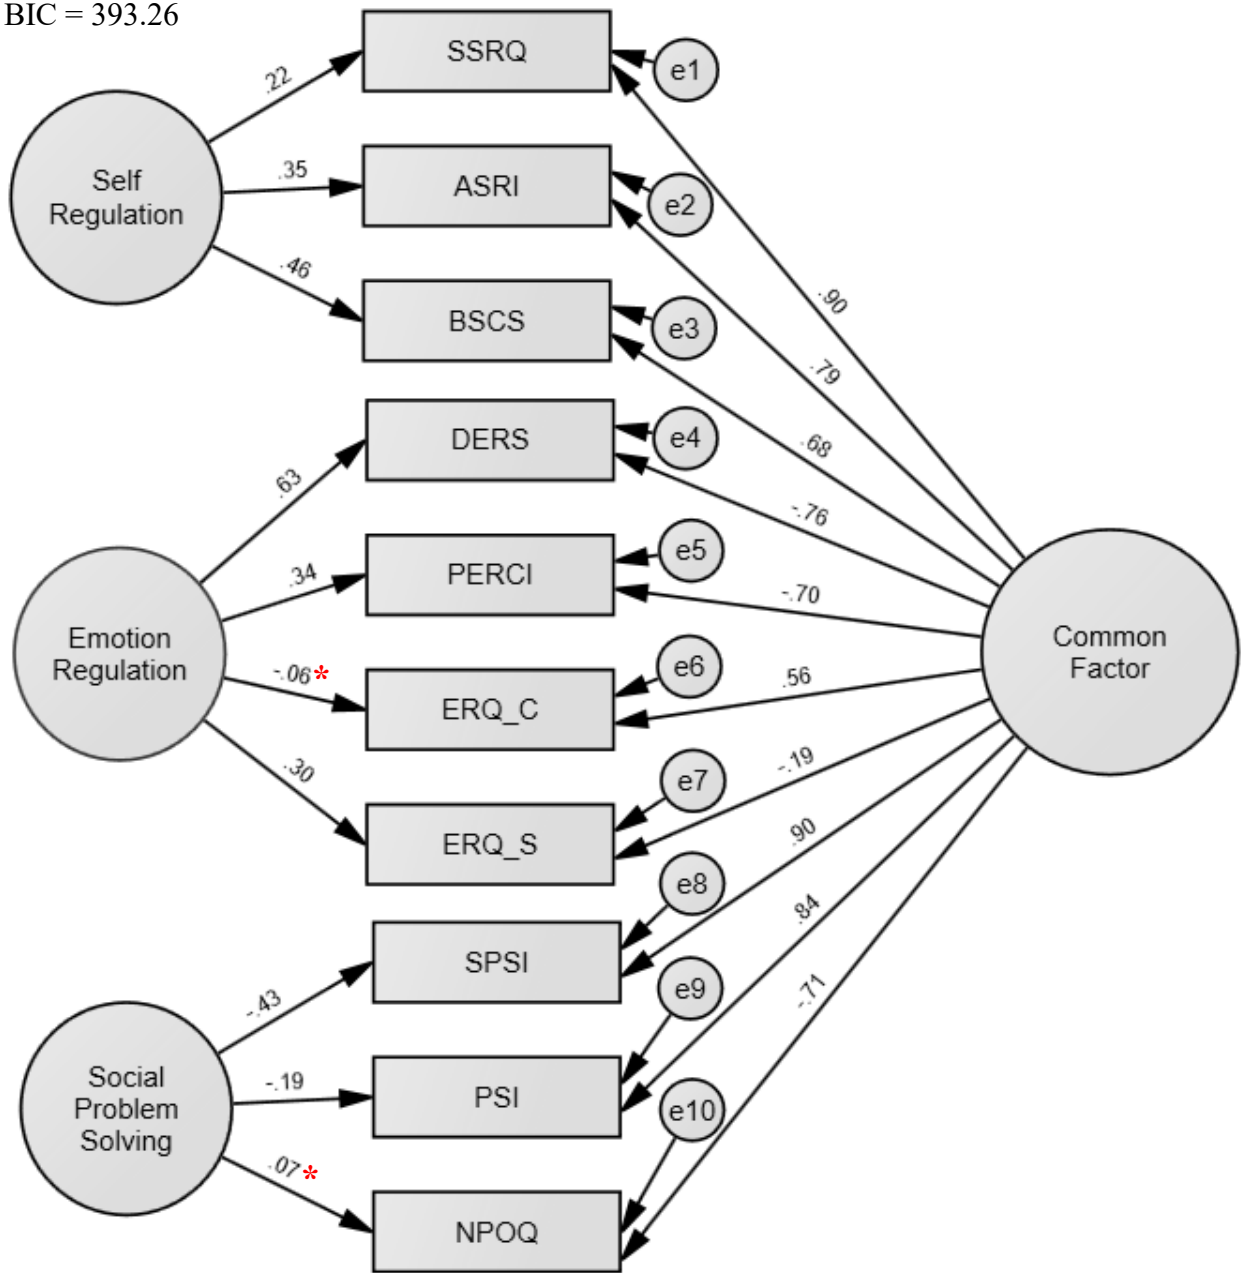 BIC = 393.26
SSRQ
e1
.22
Self
Regulation
.35
ASRI
e2
.46
BSCS
e3
.90
.79
.68
DERS
e4
-.76
.63
PERCI
e5
-.70
.34
Emotion
Regulation
-.06*
ERQ_C
e6
.56
Common
Factor
.30
ERQ_S
e7
-.19
.90
SPSI
e8
-.43
.84
Social
Problem
Solving
-.19
PSI
e9
-.71
.07*
NPOQ
e10